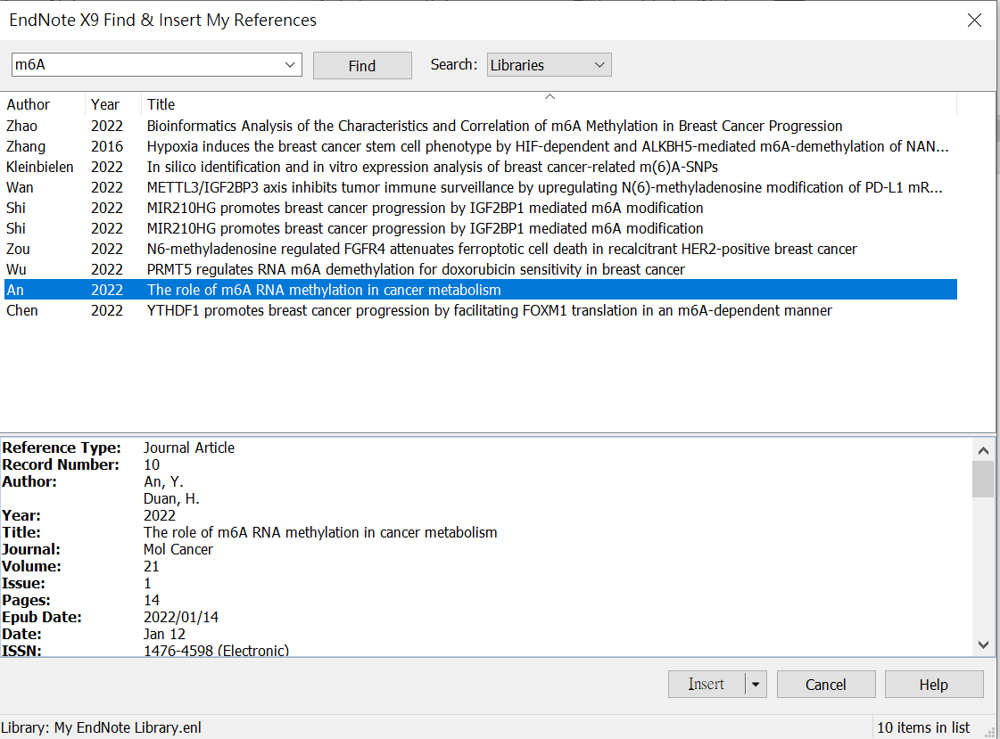 EndNote X9 Find & Insert My References
m6A Find Search: Libraries
Author Year Title
Zhao 2022 Bioinformatics Analysis of the Characteristics and Correlation of m6A Methylation in Breast Cancer Progression
Zhang 2016 Hypoxia induces the breast cancer stem cell phenotype by HIF-dependent and ALKBH5-mediated m6A-demethylation of NAN...
Kleinbielen 2022 In silico identification and in vitro expression analysis of breast cancer-related m(6)A-SNPs
Wan 2022 METTL3/IGF2BP3 axis inhibits tumor immune surveillance by upregulating N(6)-methyladenosine modification of PD-L1 mR...
Shi 2022 MIR210HG promotes breast cancer progression by IGF2BP1 mediated m6A modification
Shi 2022 MIR210HG promotes breast cancer progression by IGF2BP1 mediated m6A modification
Zou 2022 N6-methyladenosine regulated FGFR4 attenuates ferroptotic cell death in recalcitrant HER2-positive breast cancer
Wu 2022 PRMT5 regulates RNA m6A demethylation for doxorubicin sensitivity in breast cancer
An 2022 The role of m6A RNA methylation in cancer metabolism
Chen 2022 YTHDF1 promotes breast cancer progression by facilitating FOXM1 translation in an m6A-dependent manner
Reference Type: Journal Article
Record Number: 10
Author: An, Y.
Duan, H.
Year: 2022
Title: The role of m6A RNA methylation in cancer metabolism
Journal: Mol Cancer
Volume: 21
Issue: 1
Pages: 14
Epub Date: 2022/01/14
Date: Jan 12
ISSN: 1476-4598 (Electronic)
Insert Cancel Help
Library: My EndNote Library.enl 10 items in list